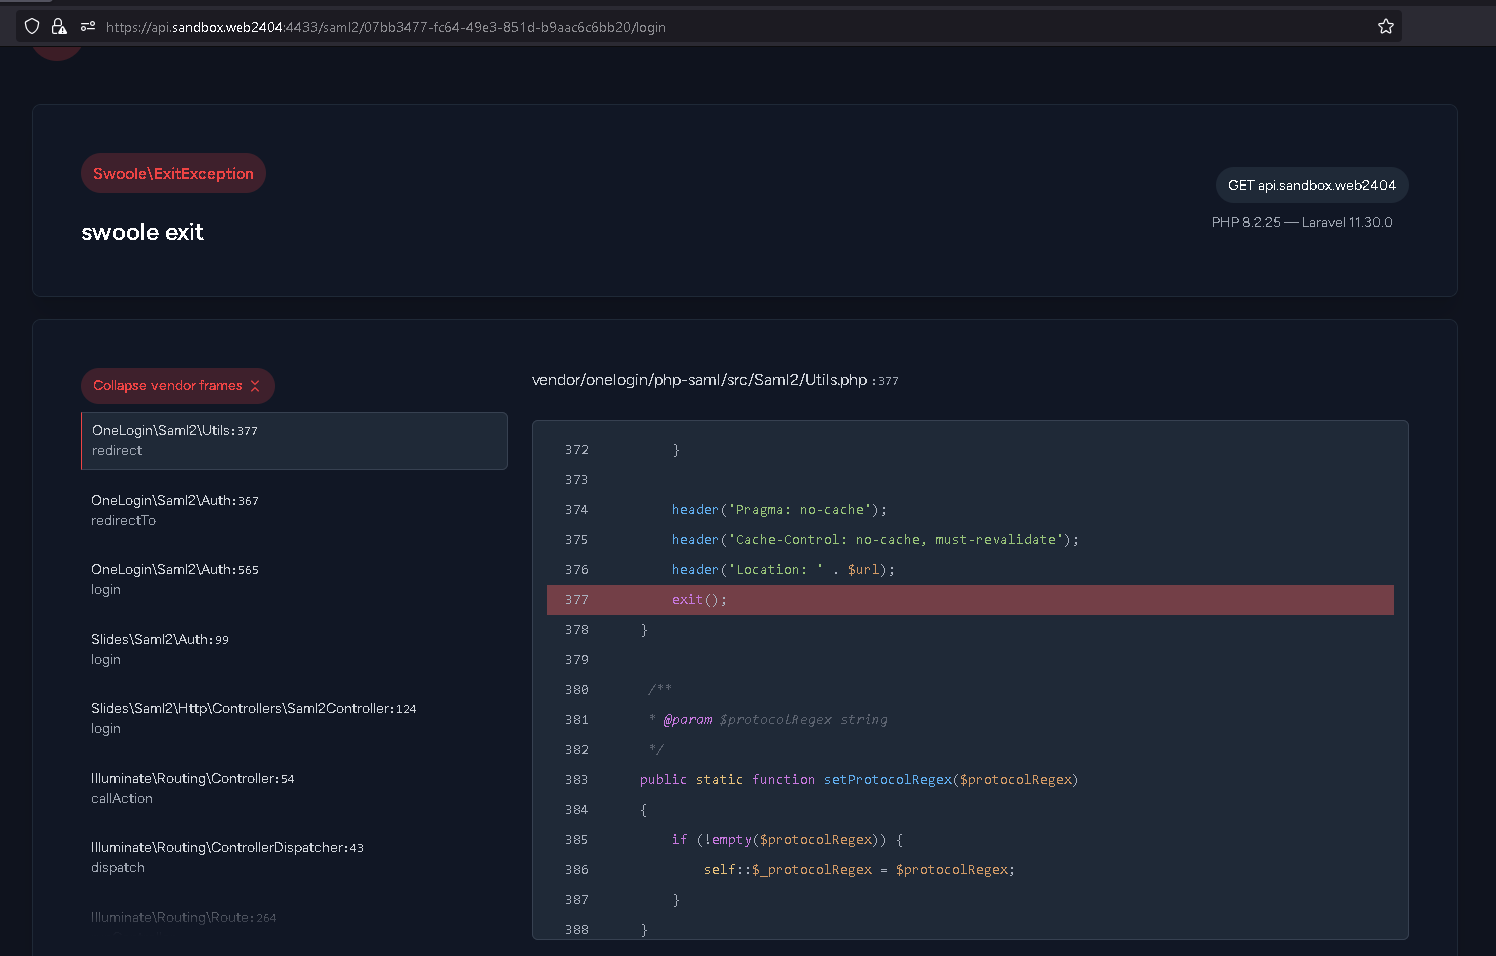 https://api.sandbox.web2404:4433/saml2/07bb3477-fc64-49e3-851d-b9aac6c6bb20/login
Swoole\ExitException
swoole exit
GET api.sandbox.web2404
PHP 8.2.25 — Laravel 11.30.0
Collapse vendor frames
OneLogin\Saml2\Utils:377
redirect
OneLogin\Saml2\Auth:367
redirectTo
OneLogin\Saml2\Auth:565
login
Slides\Saml2\Auth:99
login
Slides\Saml2\Http\Controllers\Saml2Controller:124
login
Illuminate\Routing\Controller:54
callAction
Illuminate\Routing\ControllerDispatcher:43
dispatch
Illuminate\Routing\Route:264
vendor/onelogin/php-saml/src/Saml2/Utils.php :377
372 }
373
374 header('Pragma: no-cache');
375 header('Cache-Control: no-cache, must-revalidate');
376 header('Location: ' . $url);
377 exit();
378 }
379
380 /**
381 * @param $protocolRegex string
382 */
383 public static function setProtocolRegex($protocolRegex)
384 {
385 if (!empty($protocolRegex)) {
386 self::$_protocolRegex = $protocolRegex;
387 }
388 }